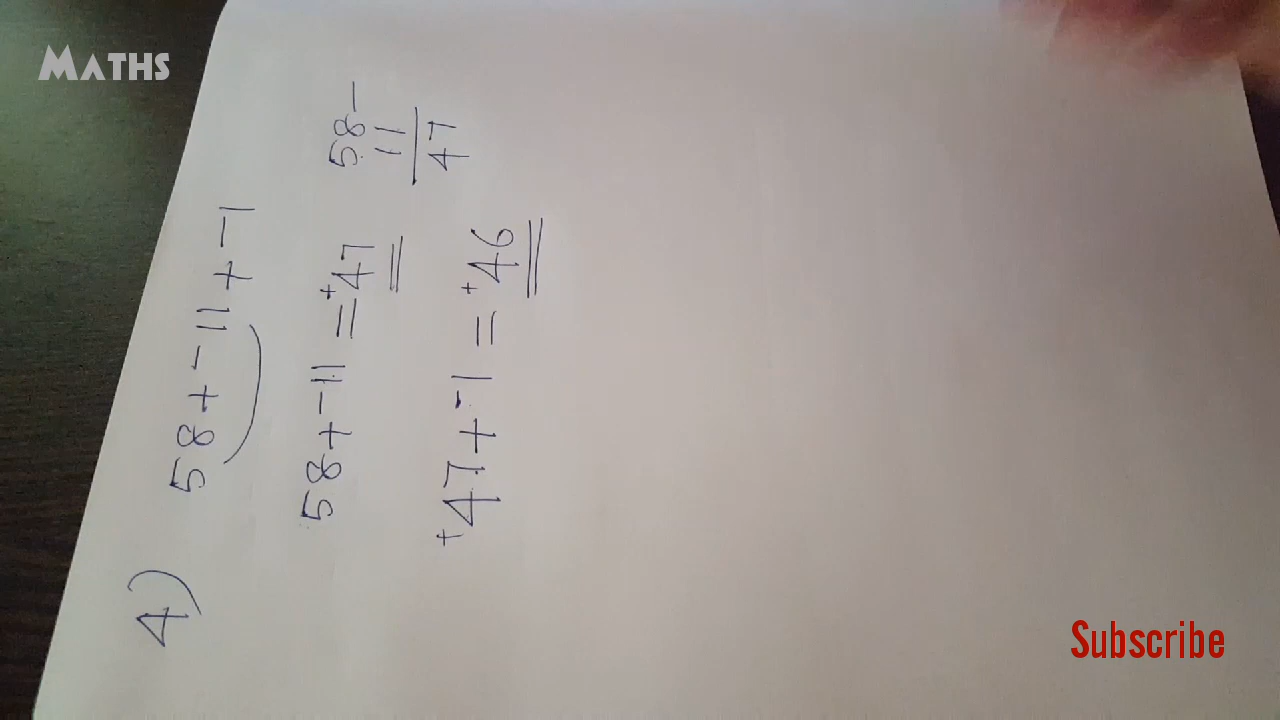 MATHS
4) 58 + ⁻11 + ⁻1
58 + ⁻11 = ⁺47
58 -
11
47
⁺47 + ⁻1 = ⁺46
Subscribe